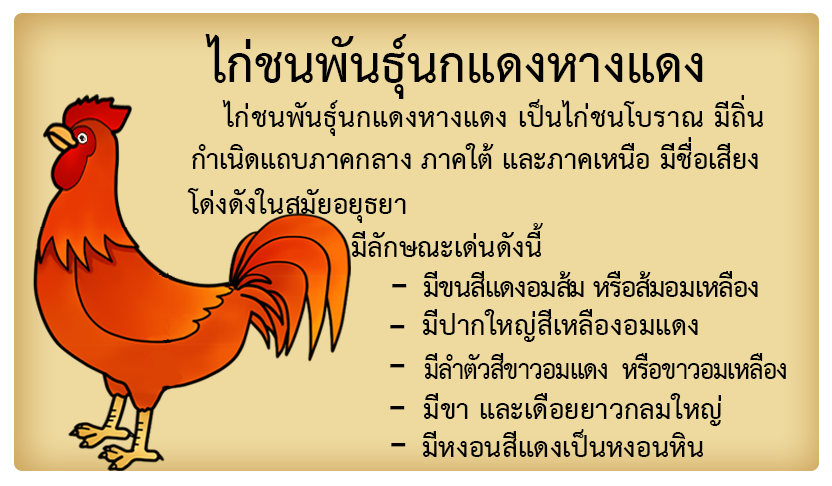 ไก่ชนพันธุ์นกแดงหางแดง
ไก่ชนพันธุ์นกแดงหางแดง เป็นไก่ชนโบราณ มีถิ่น
กำเนิดแถบภาคกลาง ภาคใต้ และภาคเหนือ มีชื่อเสียง
โด่งดังในสมัยอยุธยา
มีลักษณะเด่นดังนี้
- มีขนสีแดงอมส้ม หรือส้มอมเหลือง
- มีปากใหญ่สีเหลืองอมแดง
- มีลำตัวสีขาวอมแดง หรือขาวอมเหลือง
- มีขา และเดือยยาวกลมใหญ่
- มีหงอนสีแดงเป็นหงอนหิน